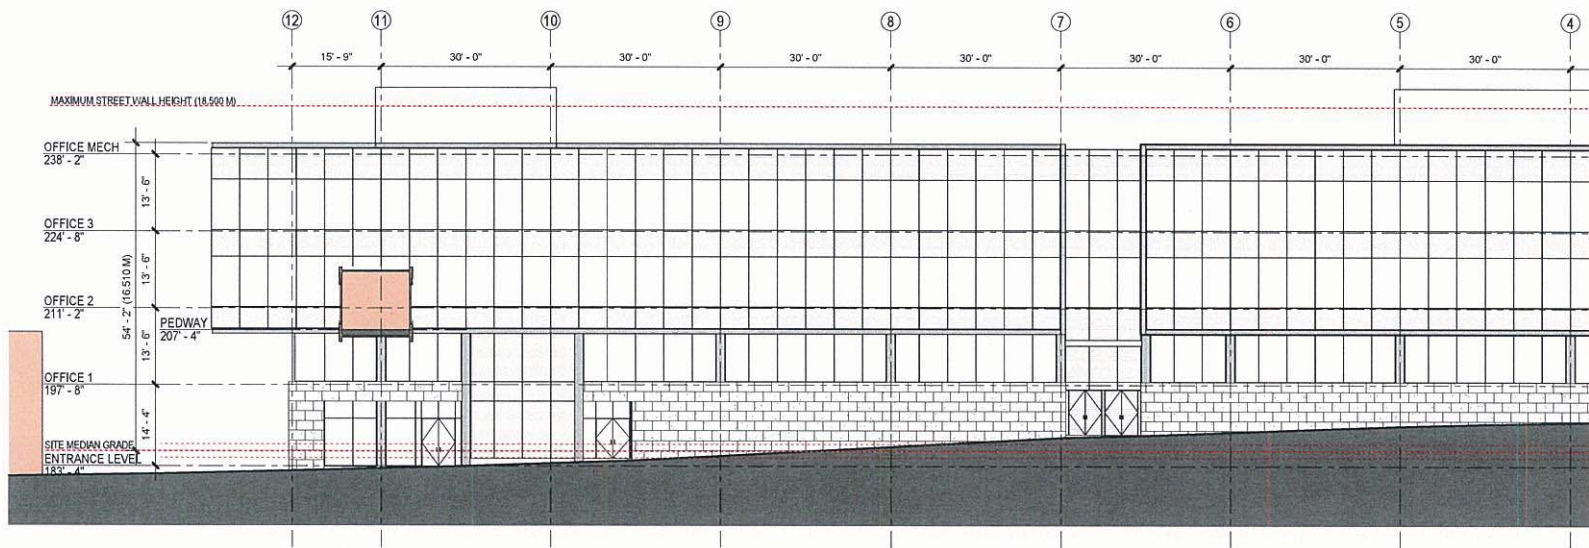 12 11 10 9 8 7 6 5 4
15' - 9" 30' - 0" 30' - 0" 30' - 0" 30' - 0" 30' - 0" 30' - 0" 30' - 0"
MAXIMUM STREET WALL HEIGHT (18.500 M)
OFFICE MECH
238' - 2"
13' - 6"
OFFICE 3
224' - 8"
54' - 2" (16.510 M)
13' - 6"
OFFICE 2
211' - 2"
PEDWAY
207' - 4"
13' - 6"
OFFICE 1
197' - 8"
14' - 4"
SITE MEDIAN GRADE
ENTRANCE LEVEL
183' - 4"